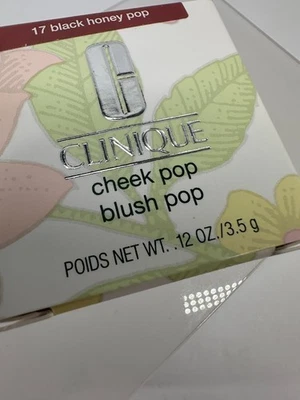 17 black honey pop
CLINIQUE
cheek pop
blush pop
POIDS NET WT. .12 OZ./3.5 g